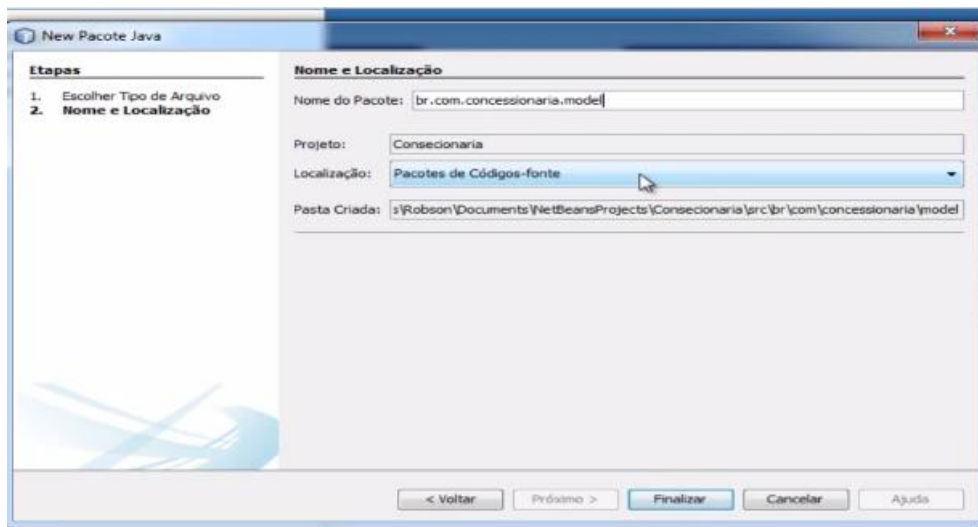 New Pacote Java
Etapas
1. Escolher Tipo de Arquivo
2. Nome e Localização
Nome e Localização
Nome do Pacote: br.com.concessionaria.model
Projeto: Consecionaria
Localização: Pacotes de Códigos-fonte
Pasta Criada: s\Robson\Documents\NetBeansProjects\Consecionaria\src\br\com\concessionaria\model
< Voltar Próximo > Finalizar Cancelar Ajuda